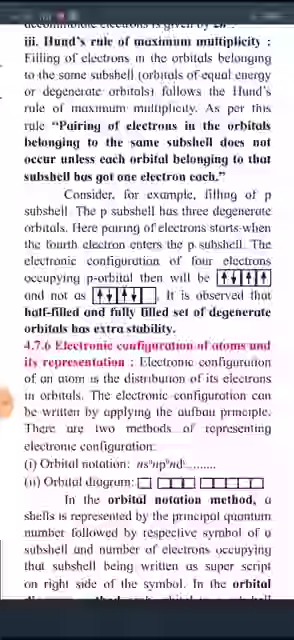 iii. Hund's rule of maximum multiplicity :
Filling of electrons in the orbitals belonging
to the same subshell (orbitals of equal energy
or degenerate orbitals) follows the Hund's
rule of maximum multiplicity. As per this
rule "Pairing of electrons in the orbitals
belonging to the same subshell does not
occur unless each orbital belonging to that
subshell has got one electron each."
Consider, for example, filling of p
subshell. The p subshell has three degenerate
orbitals. Here pairing of electrons starts when
the fourth electron enters the p subshell. The
electronic configuration of four electrons
occupying p-orbital then will be
and not as . It is observed that
half-filled and fully filled set of degenerate
orbitals has extra stability.
4.7.6 Electronic configuration of atoms and
its representation : Electronic configuration
of an atom is the distribution of its electrons
in orbitals. The electronic configuration can
be written by applying the aufbau principle.
There are two methods of representing
electronic configuration:
(i) Orbital notation:
(ii) Orbital diagram:
In the orbital notation method, a
shells is represented by the principal quantum
number followed by respective symbol of a
subshell and number of electrons occupying
that subshell being written as super script
on right side of the symbol. In the orbital